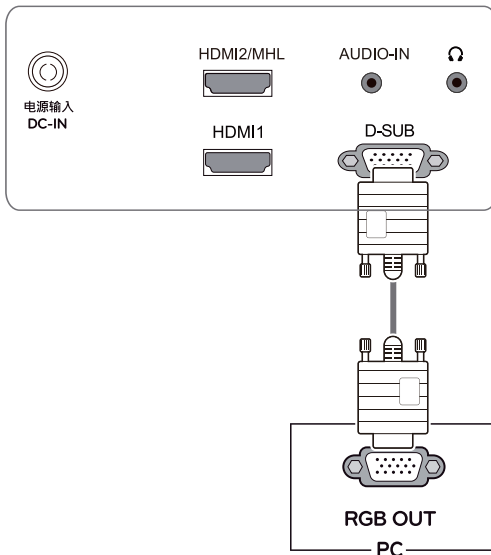 HDMI2/MHL
AUDIO-IN
电源输入
DC-IN
HDMI1
D-SUB
RGB OUT
PC